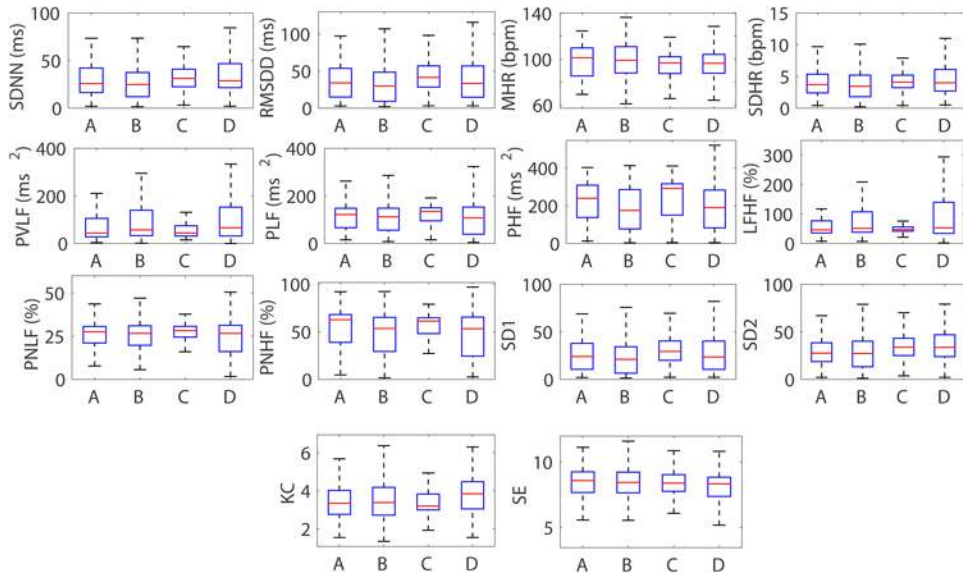 SDNN (ms)
100
50
0
A B C D
RMSDD (ms)
100
50
0
A B C D
MHR (bpm)
140
100
60
A B C D
SDHR (bpm)
15
10
5
0
A B C D
PVLF (ms 2)
400
200
0
A B C D
PLF (ms 2)
400
200
0
A B C D
PHF (ms 2)
400
200
0
A B C D
LFHF (%)
300
200
100
0
A B C D
PNLF (%)
50
25
0
A B C D
PNHF (%)
100
50
0
A B C D
SD1
100
50
0
A B C D
SD2
100
50
0
A B C D
KC
6
4
2
A B C D
SE
10
5
A B C D